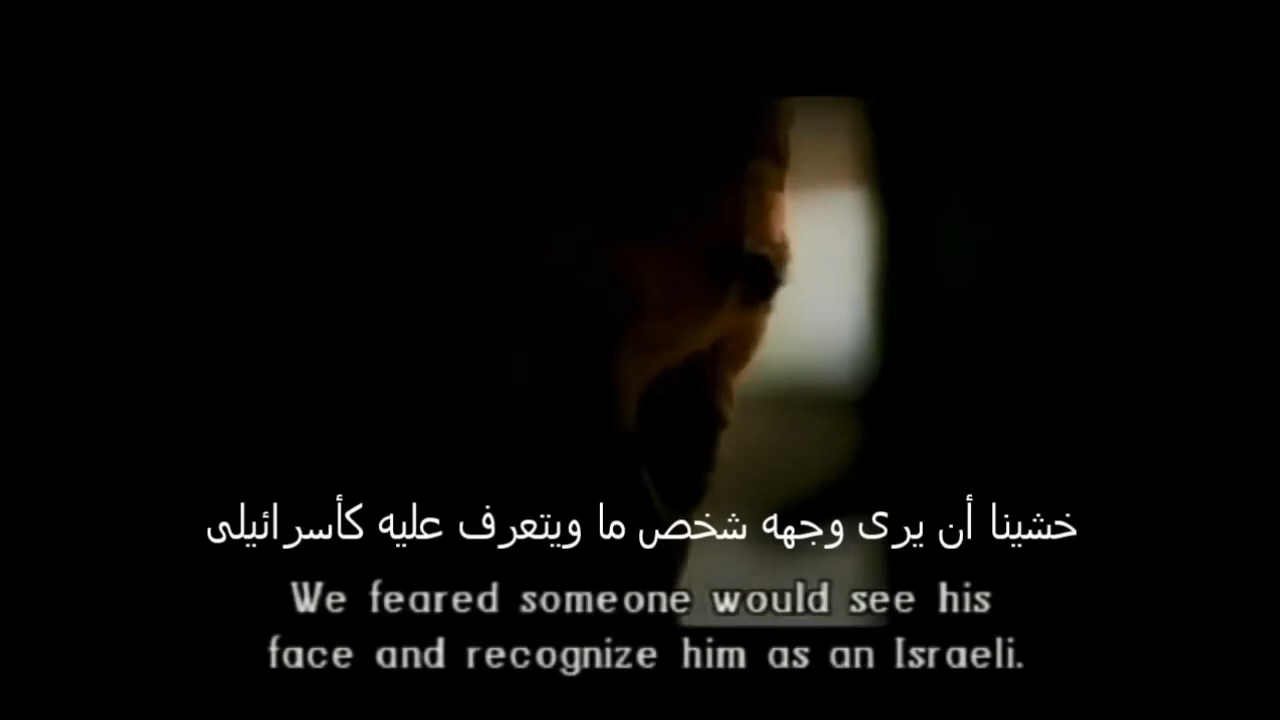 خشينا أن يرى وجهه شخص ما ويتعرف عليه كأسرائيلى
We feared someone would see his
face and recognize him as an Israeli.